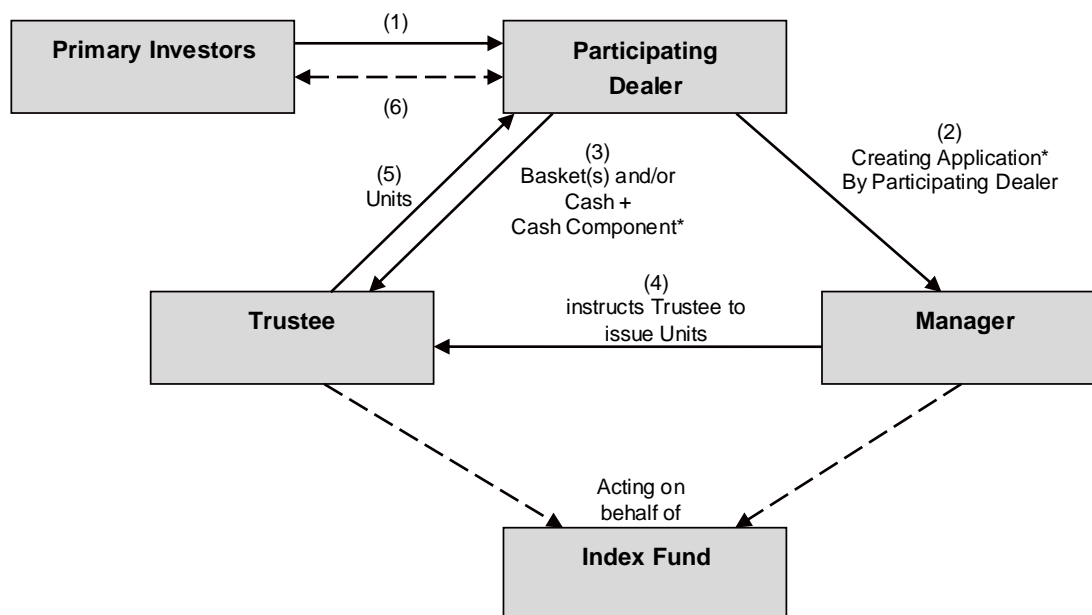 Primary Investors
(1)
(6)
Participating
Dealer
(2)
Creating Application*
By Participating Dealer
(3)
Basket(s) and/or
Cash +
Cash Component*
(5)
Units
Trustee
(4)
instructs Trustee to
issue Units
Manager
Acting on
behalf of
Index Fund